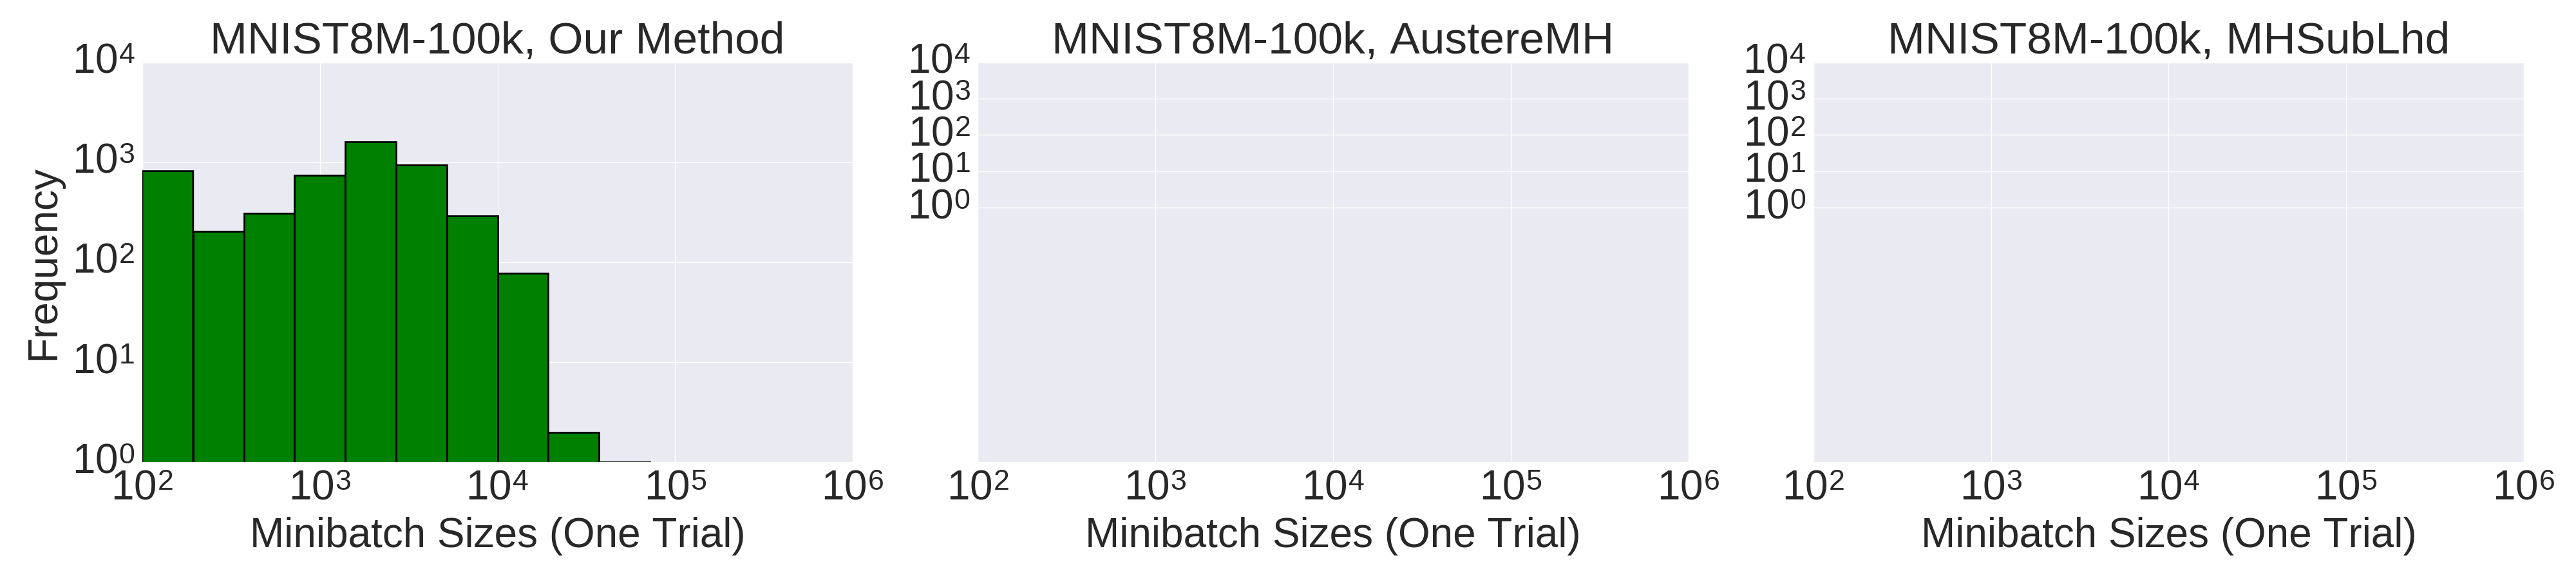 MNIST8M-100k, Our Method
Frequency
10⁴
10³
10²
10¹
10⁰
10² 10³ 10⁴ 10⁵ 10⁶
Minibatch Sizes (One Trial)
MNIST8M-100k, AustereMH
10⁴
10³
10²
10¹
10⁰
10² 10³ 10⁴ 10⁵ 10⁶
Minibatch Sizes (One Trial)
MNIST8M-100k, MHSubLhd
10⁴
10³
10²
10¹
10⁰
10² 10³ 10⁴ 10⁵ 10⁶
Minibatch Sizes (One Trial)